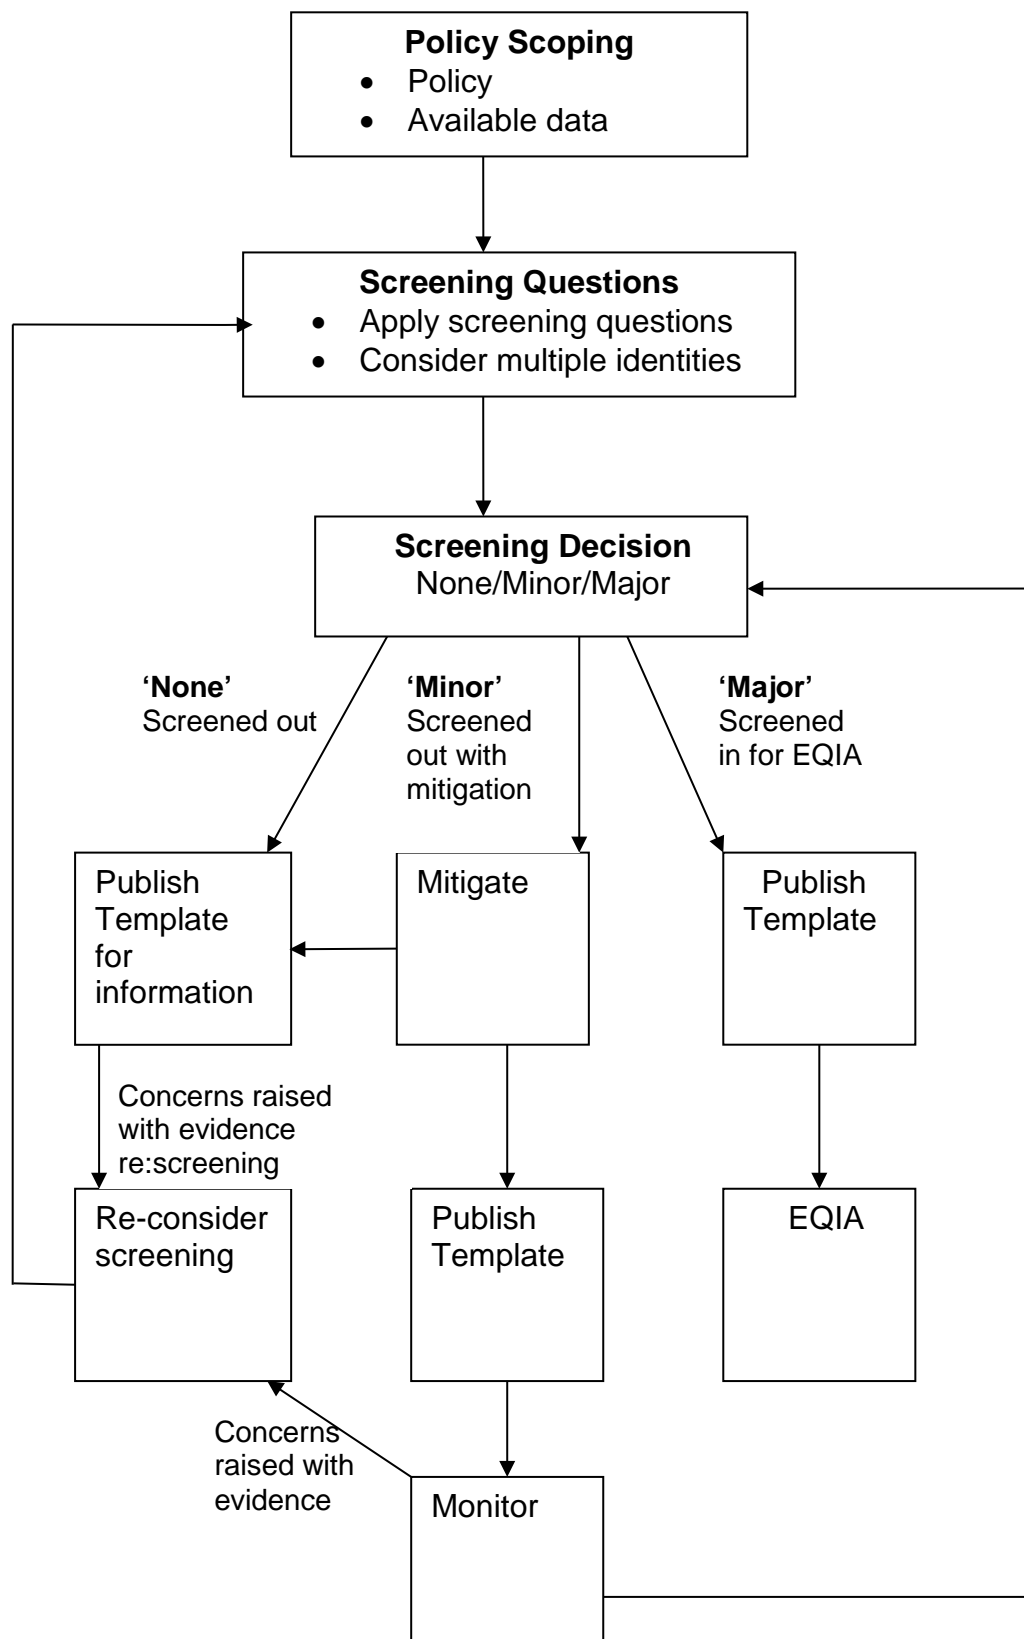 Policy Scoping
• Policy
• Available data
Screening Questions
• Apply screening questions
• Consider multiple identities
Screening Decision
None/Minor/Major
‘None’
Screened out
‘Minor’
Screened
out with
mitigation
‘Major’
Screened
in for EQIA
Publish
Template
for
information
Mitigate
Publish
Template
Concerns raised
with evidence
re:screening
Re-consider
screening
Publish
Template
EQIA
Concerns
raised with
evidence
Monitor